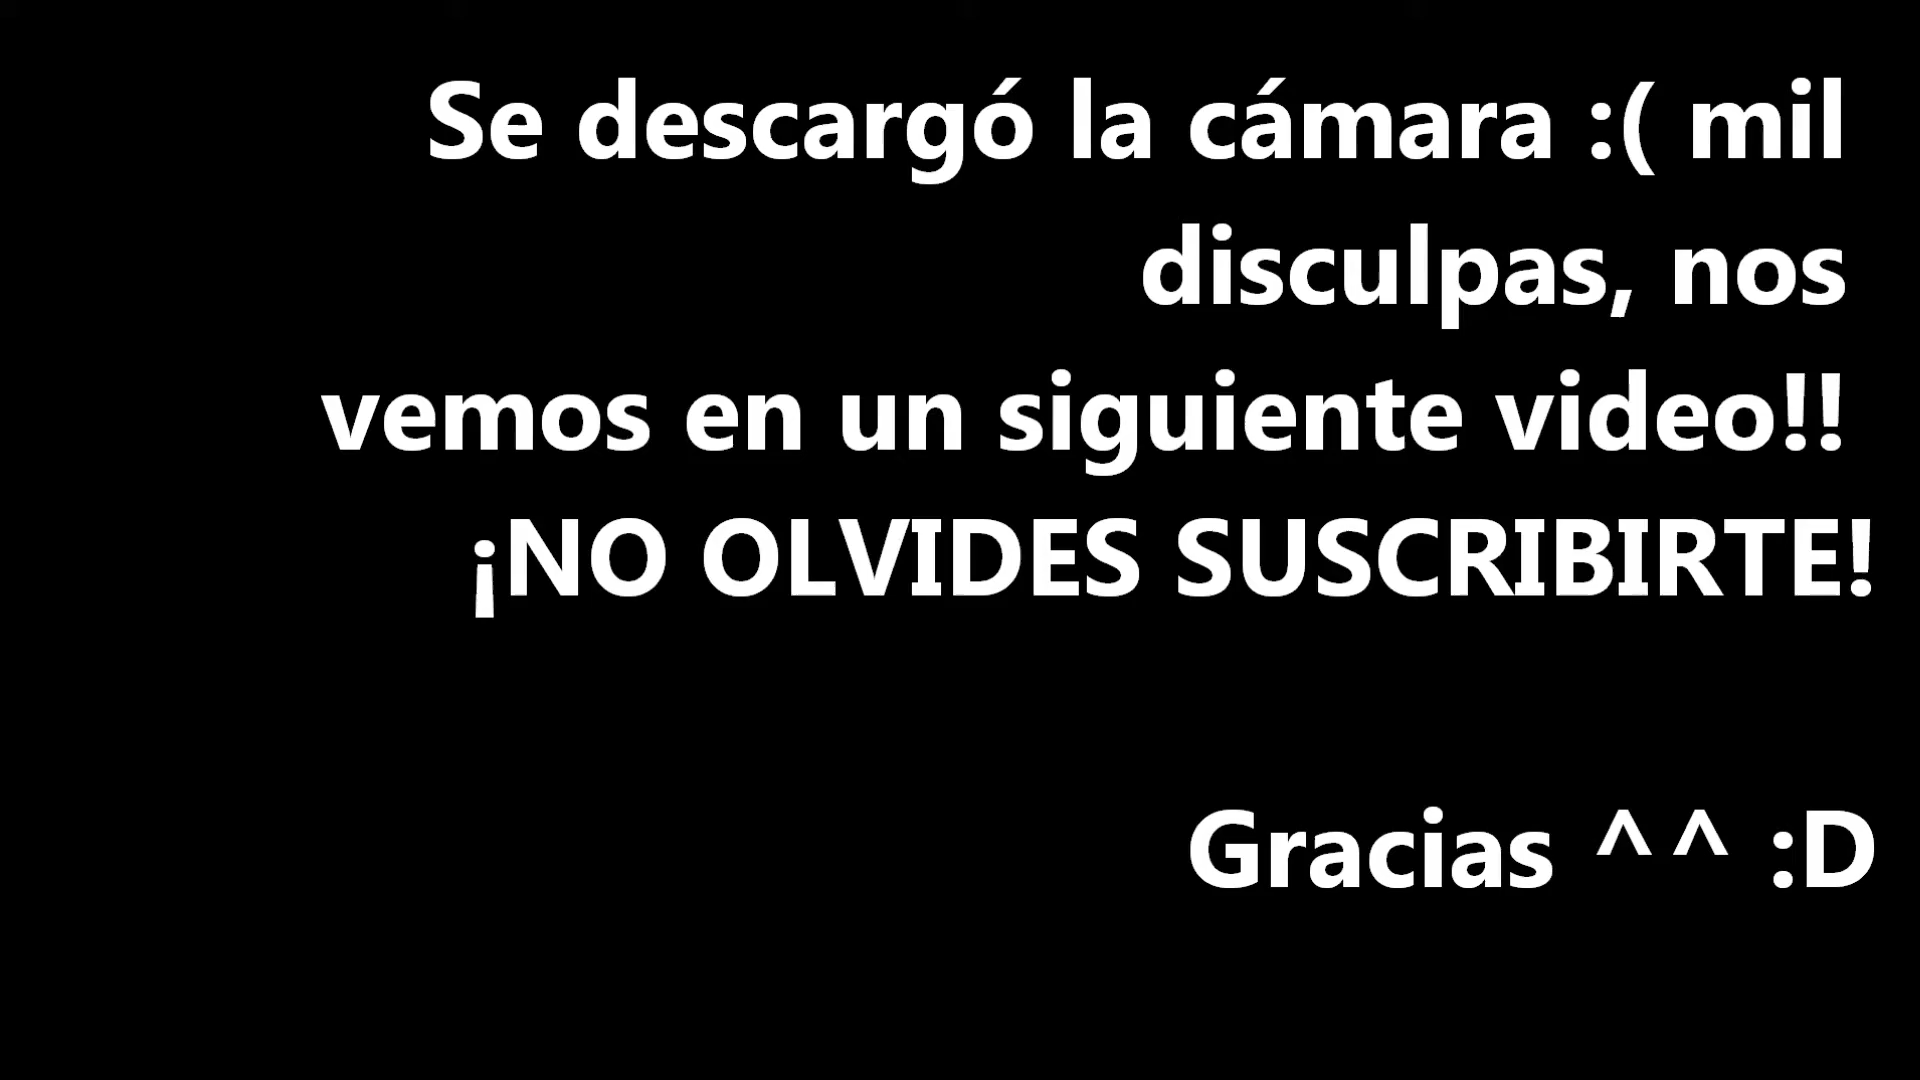 Se descargó la cámara :( mil
disculpas, nos
vemos en un siguiente video!!
¡NO OLVIDES SUSCRIBIRTE!
Gracias ^^ :D